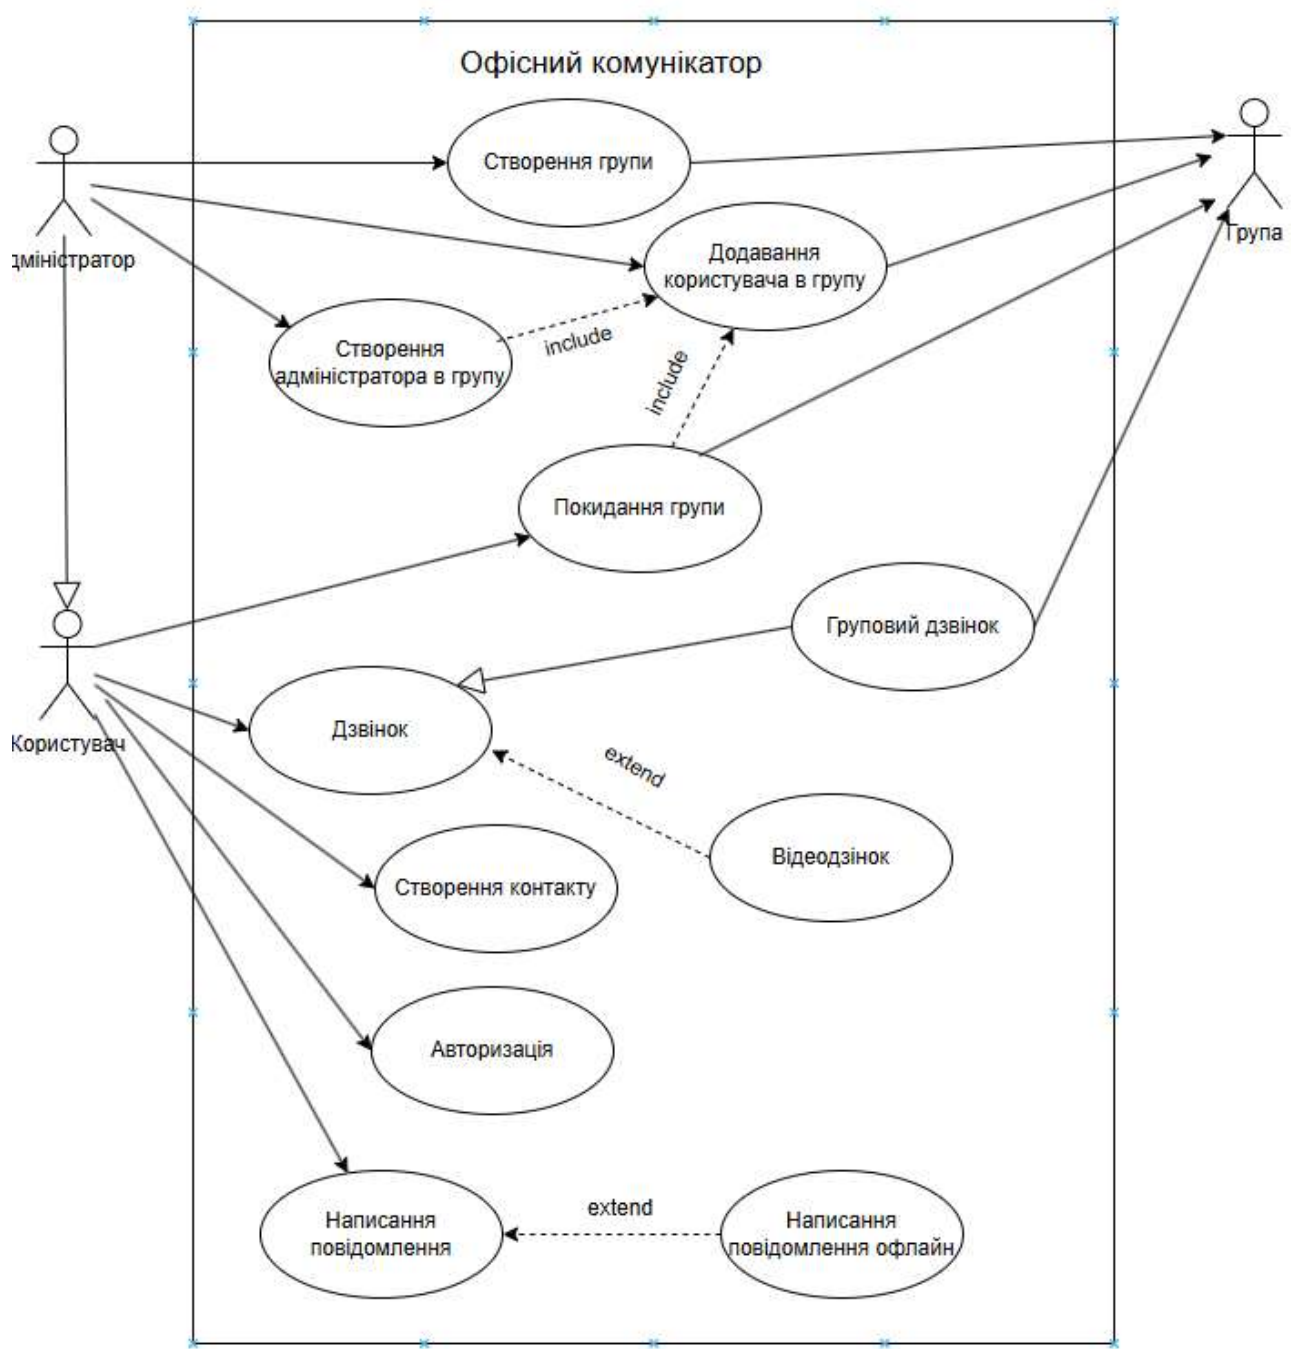 Офісний комунікатор
Створення групи
дміністратор
Група
Додавання
користувача в групу
Створення
адміністратора в групу
include
include
Покидання групи
Груповий дзвінок
Користувач
Дзвінок
extend
Відеодзінок
Створення контакту
Авторизація
Написання
повідомлення
extend
Написання
повідомлення офлайн